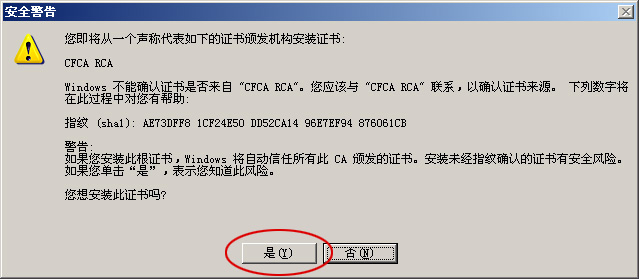 安全警告
您即将从一个声称代表如下的证书颁发机构安装证书:
CFCA RCA
Windows 不能确认证书是否来自 "CFCA RCA"。您应该与 "CFCA RCA" 联系，以确认证书来源。 下列数字将
在此过程中对您有帮助:
指纹 (sha1): AE73DFF8 1CF24E50 DD52CA14 96E7EF94 876061CB
警告:
如果您安装此根证书，Windows 将自动信任所有此 CA 颁发的证书。安装未经指纹确认的证书有安全风险。
如果您单击“是”，表示您知道此风险。
您想安装此证书吗?
是(Y) 否(N)